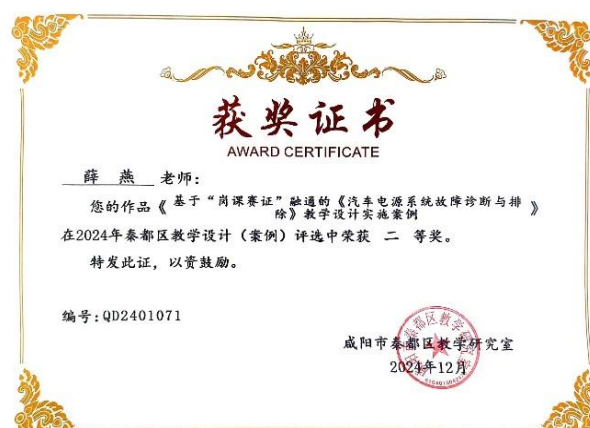 获奖证书
AWARD CERTIFICATE
薛燕 老师：
您的作品《基于“岗课赛证”融通的《汽车电源系统故障诊断与排
除》教学设计实施案例》
在2024年秦都区教学设计（案例）评选中荣获 二 等奖。
特发此证，以资鼓励。
编号：QD2401071
咸阳市秦都区教学研究室
2024年12月